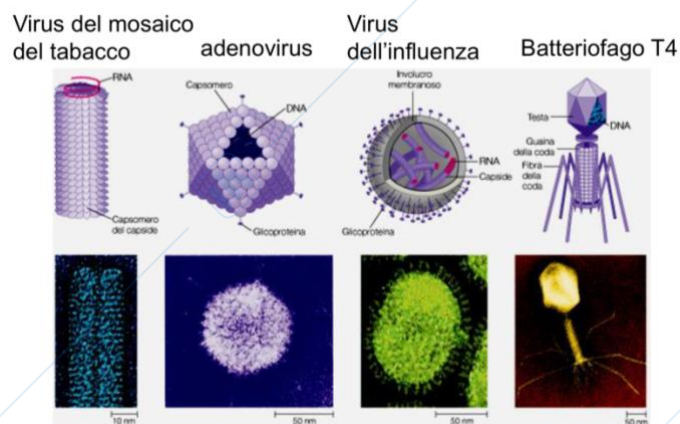 Virus del mosaico
del tabacco
adenovirus
Virus
dell'influenza
Batteriofago T4
RNA
Capsomero
del capside
Capsomero
DNA
Glicoproteina
Involucro
membranoso
RNA
Capside
Glicoproteina
Testa
DNA
Guaina
della coda
Fibra
della
coda
10 nm
50 nm
50 nm
50 nm